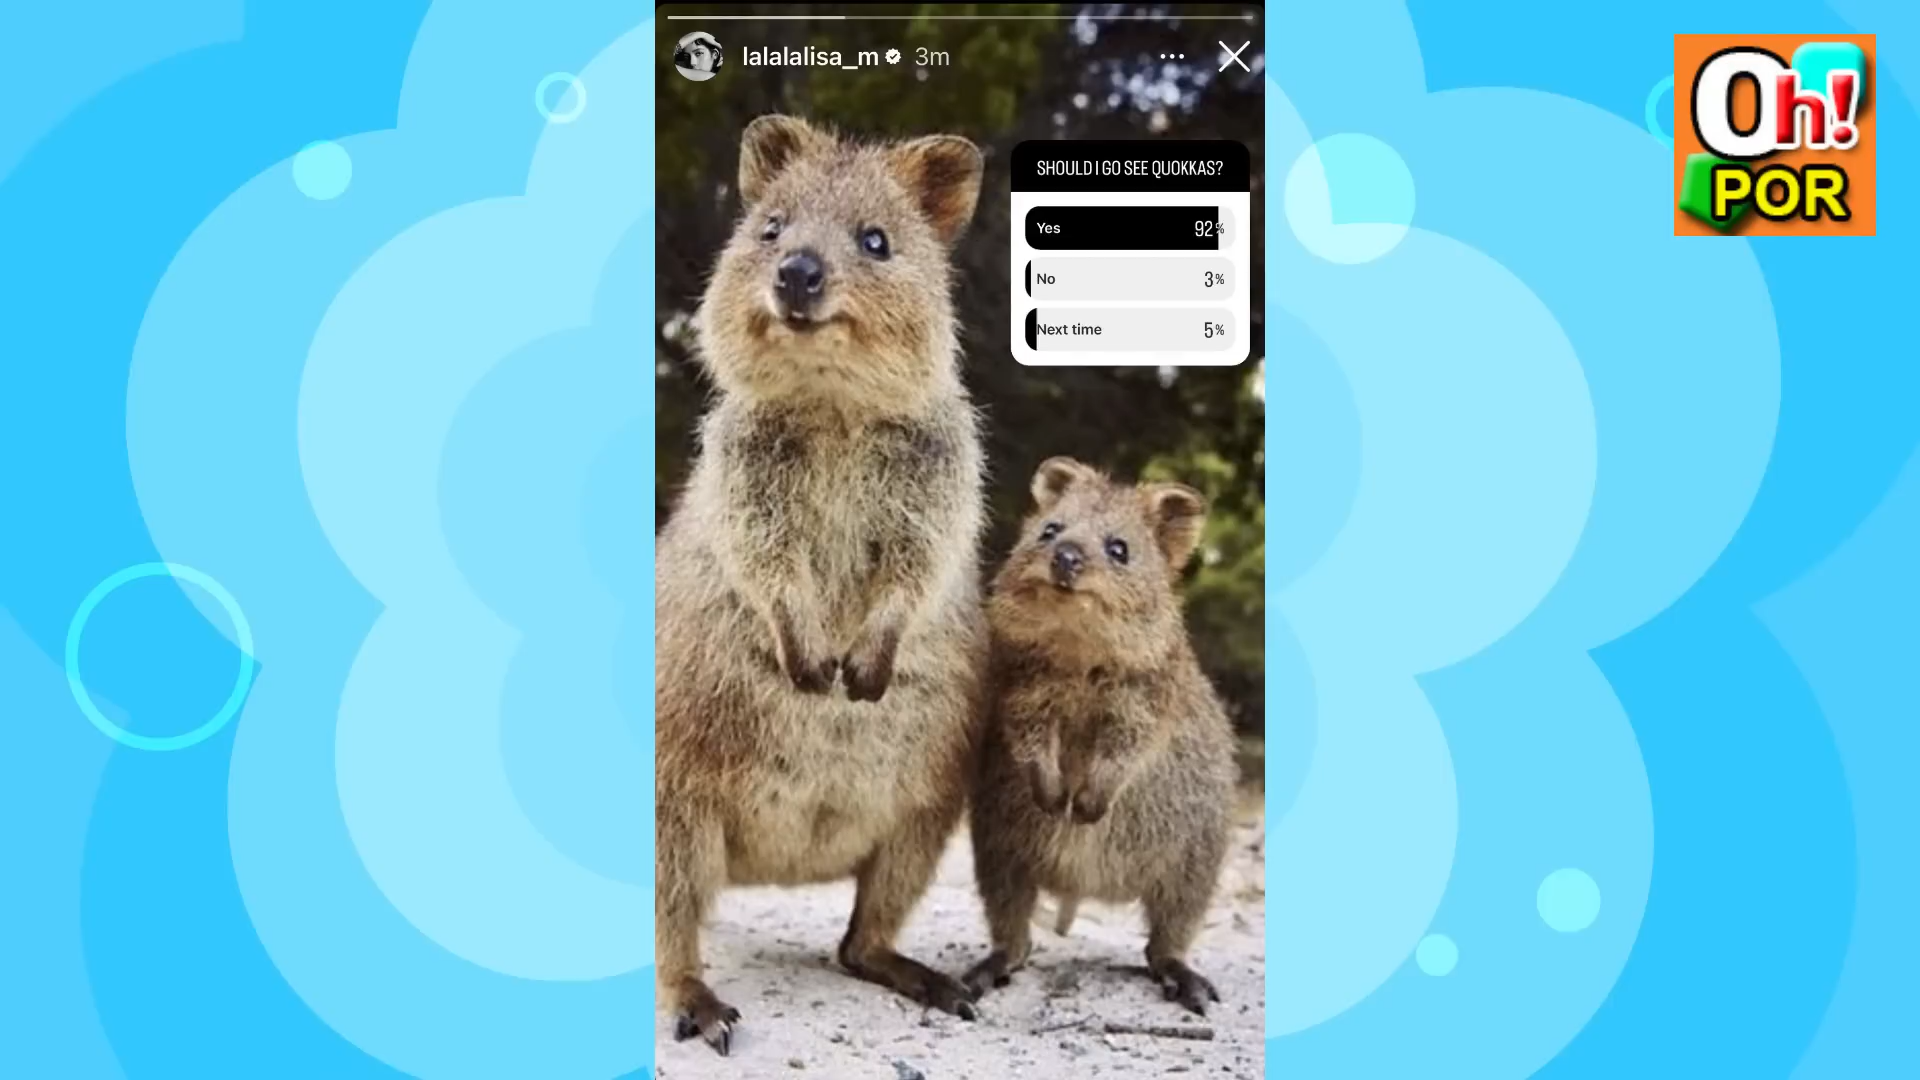 lalalalisa_m 3m
SHOULD I GO SEE QUOKKAS?
Yes 92%
No 3%
Next time 5%
Oh!
POR